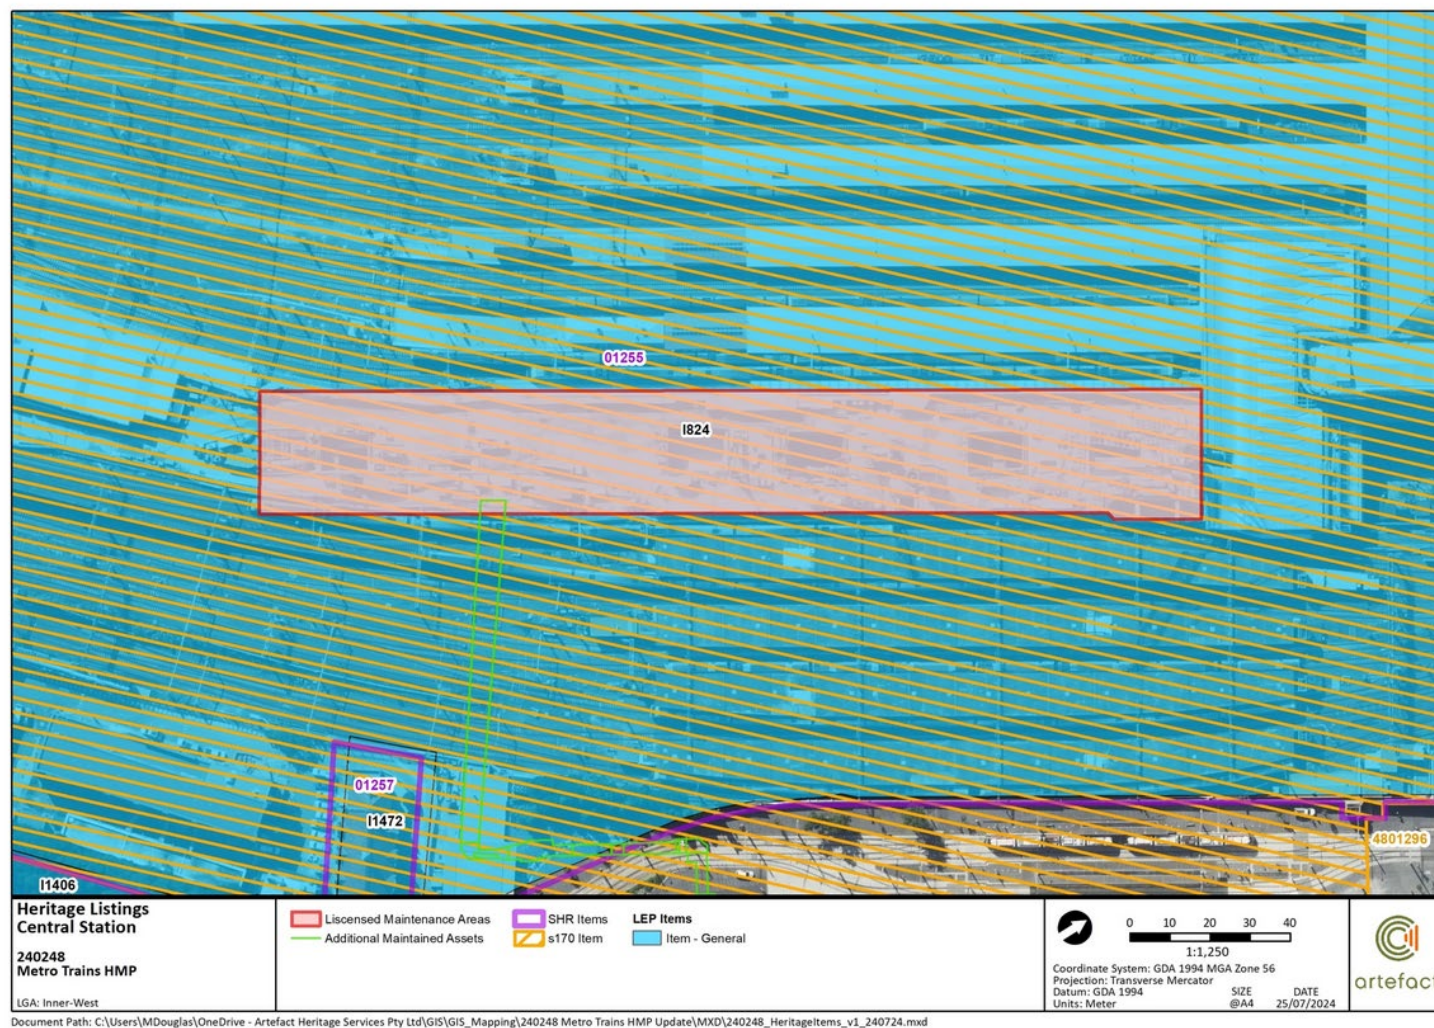 01255
I824
01257
I1472
4801296
I1406
Heritage Listings
Central Station
240248
Metro Trains HMP
LGA: Inner-West
Liscensed Maintenance Areas
Additional Maintained Assets
SHR Items
s170 Item
LEP Items
Item - General
0 10 20 30 40
1:1,250
Coordinate System: GDA 1994 MGA Zone 56
Projection: Transverse Mercator
Datum: GDA 1994
Units: Meter
SIZE
@A4
DATE
25/07/2024
artefact
Document Path: C:\Users\MDouglas\OneDrive - Artefact Heritage Services Pty Ltd\GIS\GIS_Mapping\240248 Metro Trains HMP Update\MXD\240248_HeritageItems_v1_240724.mxd